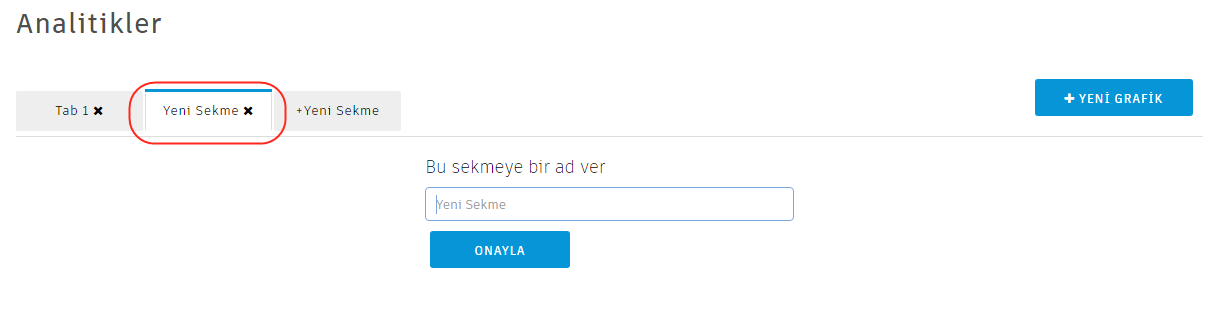 Analitikler
Tab 1 ✖ Yeni Sekme ✖ +Yeni Sekme
✚ YENİ GRAFİK
Bu sekmeye bir ad ver
Yeni Sekme
ONAYLA